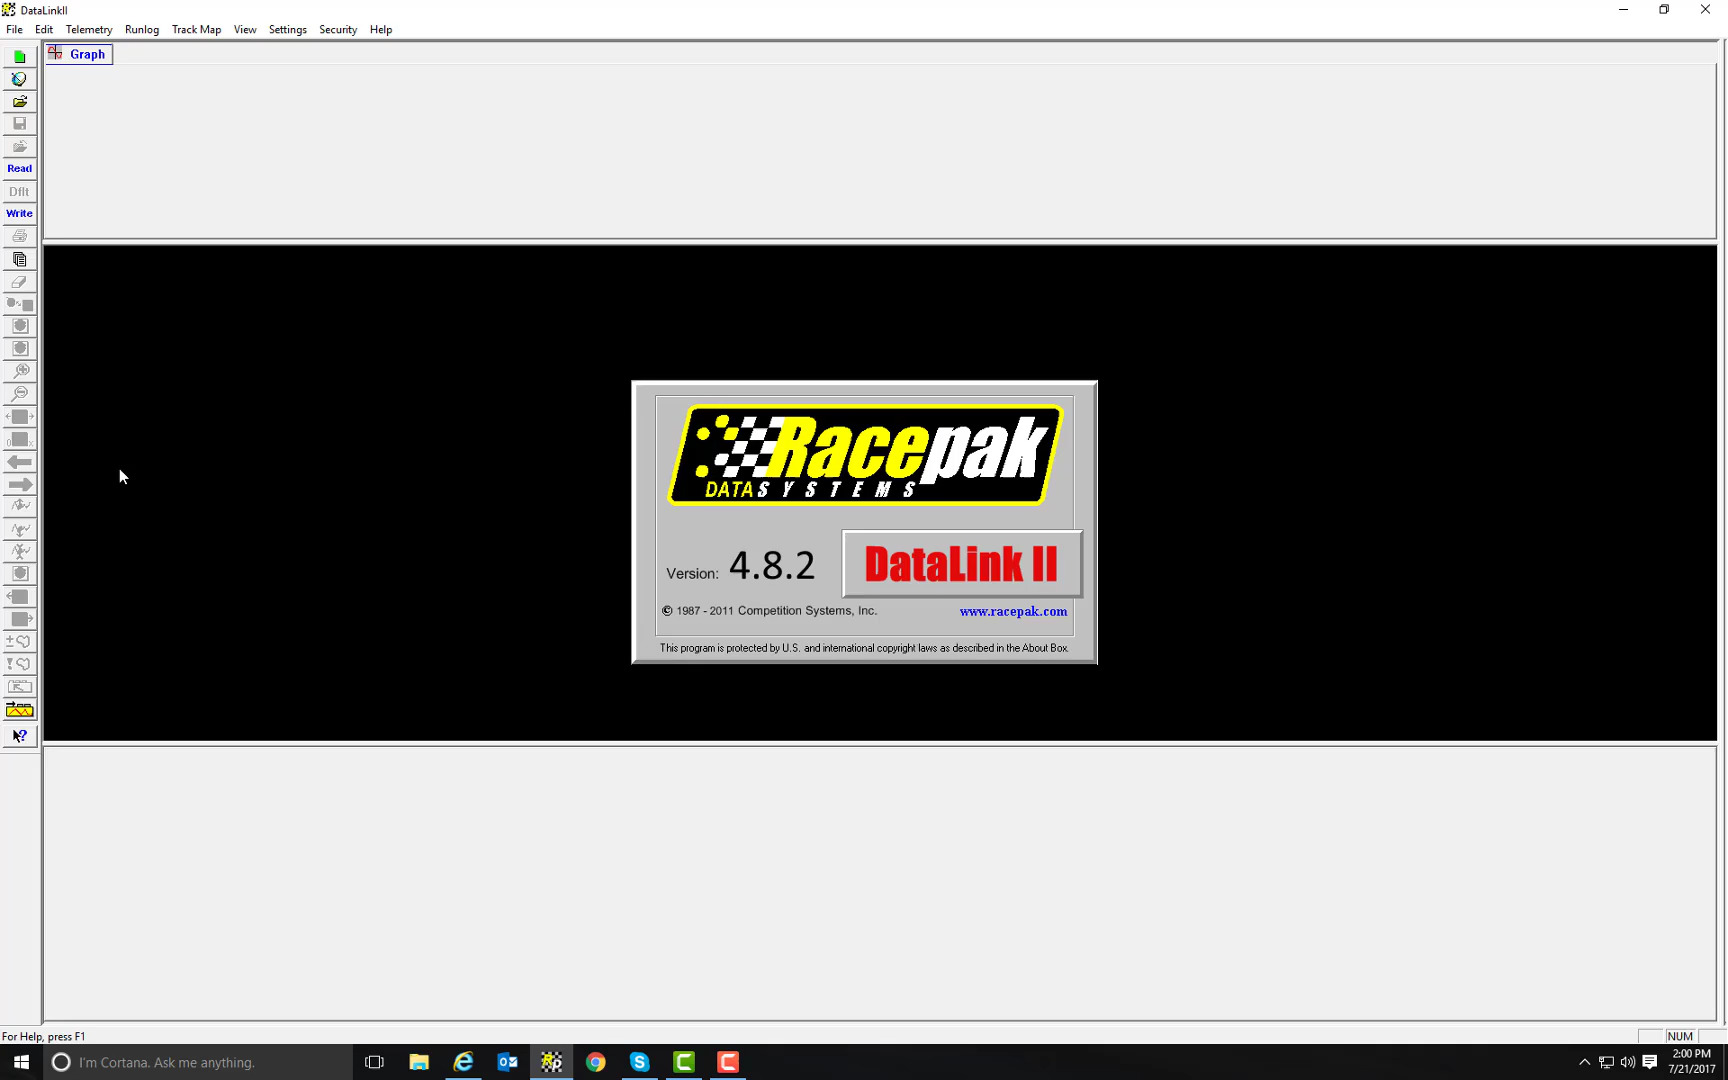 DataLinkII
File Edit Telemetry Runlog Track Map View Settings Security Help
Graph
Read
Dflt
Write
Racepak
DATA SYSTEMS
Version: 4.8.2
DataLink II
© 1987 - 2011 Competition Systems, Inc. www.racepak.com
This program is protected by U.S. and international copyright laws as described in the About Box.
For Help, press F1
NUM
I'm Cortana. Ask me anything.
2:00 PM
7/21/2017